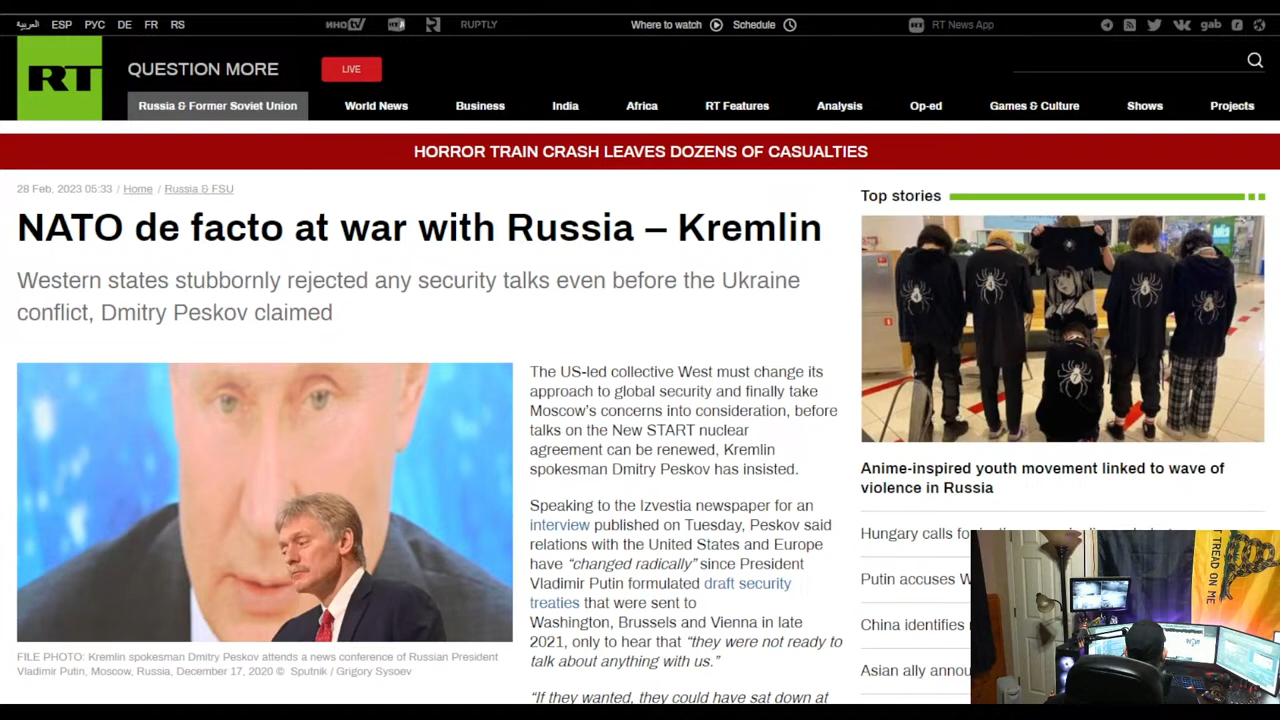 العربية ESP РУС DE FR RS ИНОTV RUPTLY Where to watch Schedule RT News App gab
RT QUESTION MORE LIVE
Russia & Former Soviet Union World News Business India Africa RT Features Analysis Op-ed Games & Culture Shows Projects
HORROR TRAIN CRASH LEAVES DOZENS OF CASUALTIES
28 Feb, 2023 05:33 / Home / Russia & FSU
NATO de facto at war with Russia – Kremlin
Western states stubbornly rejected any security talks even before the Ukraine
conflict, Dmitry Peskov claimed
FILE PHOTO: Kremlin spokesman Dmitry Peskov attends a news conference of Russian President
Vladimir Putin, Moscow, Russia, December 17, 2020 © Sputnik / Grigory Sysoev
The US-led collective West must change its
approach to global security and finally take
Moscow's concerns into consideration, before
talks on the New START nuclear
agreement can be renewed, Kremlin
spokesman Dmitry Peskov has insisted.
Speaking to the Izvestia newspaper for an
interview published on Tuesday, Peskov said
relations with the United States and Europe
have "changed radically" since President
Vladimir Putin formulated draft security
treaties that were sent to
Washington, Brussels and Vienna in late
2021, only to hear that "they were not ready to
talk about anything with us."
"If they wanted, they could have sat down at
Top stories
Anime-inspired youth movement linked to wave of
violence in Russia
Hungary calls for
Putin accuses W
China identifies
Asian ally annou
T TREAD ON ME